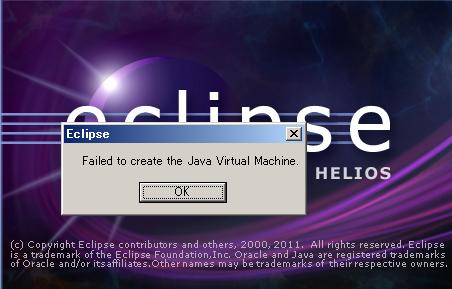 eclipse
Eclipse
Failed to create the Java Virtual Machine.
OK
HELIOS
(c) Copyright Eclipse contributors and others, 2000, 2011. All rights reserved. Eclipse
is a trademark of the Eclipse Foundation,Inc. Oracle and Java are registered trademarks
of Oracle and/or itsaffiliates.Other names may be trademarks of their respective owners.